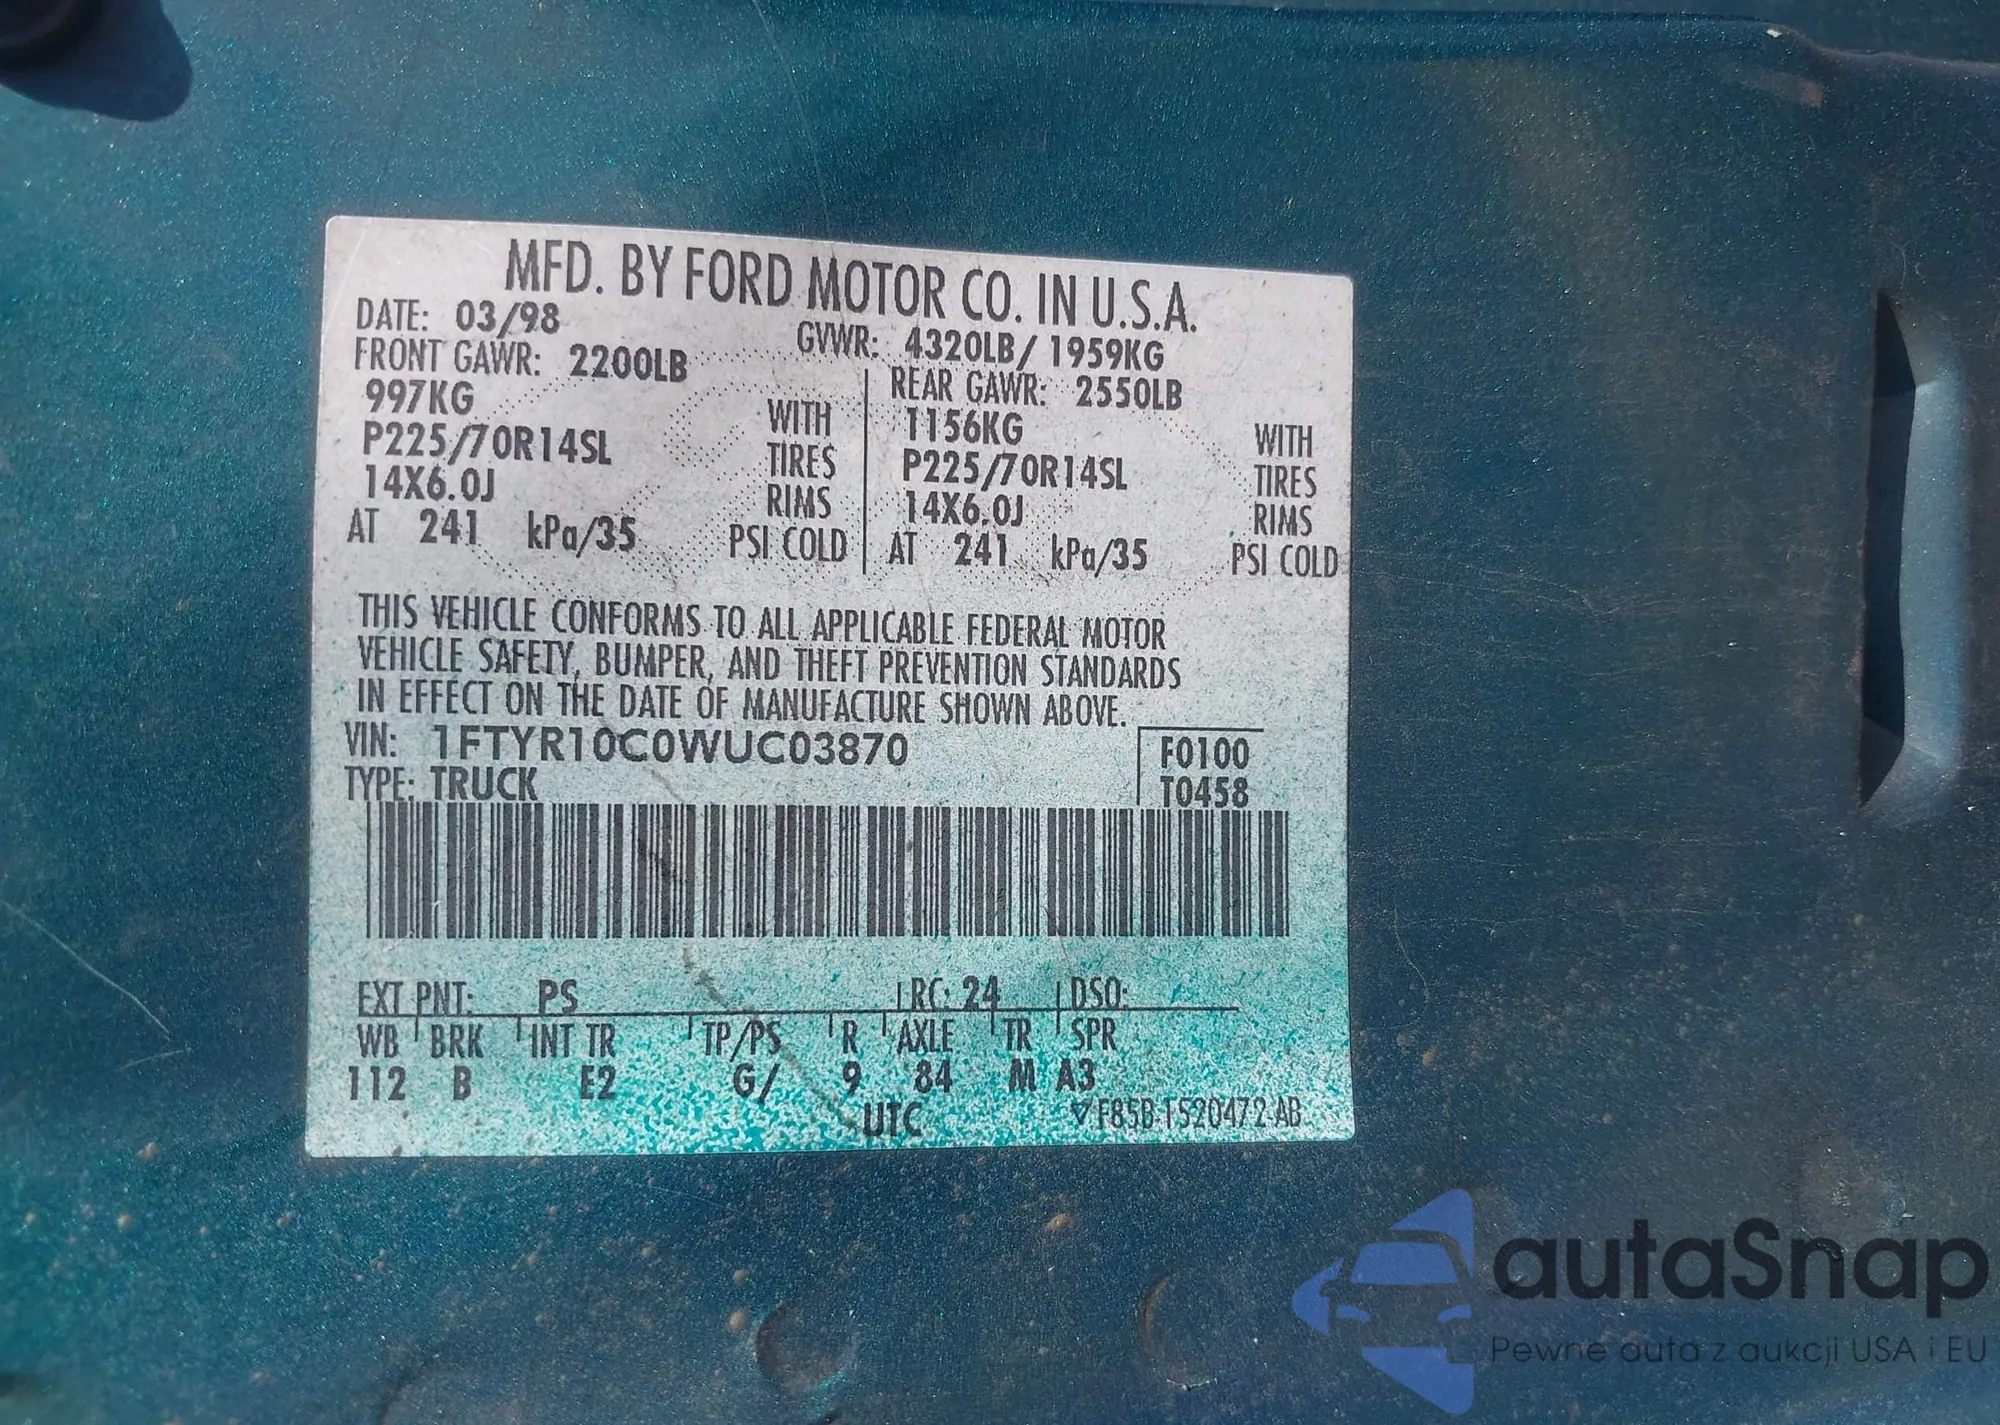 MFD. BY FORD MOTOR CO. IN U.S.A.
DATE: 03/98
GVWR: 4320LB/ 1959KG
FRONT GAWR: 2200LB
997KG WITH
P225/70R14SL TIRES
14X6.0J RIMS
AT 241 kPa/35 PSI COLD
REAR GAWR: 2550LB
1156KG WITH
P225/70R14SL TIRES
14X6.0J RIMS
AT 241 kPa/35 PSI COLD
THIS VEHICLE CONFORMS TO ALL APPLICABLE FEDERAL MOTOR
VEHICLE SAFETY, BUMPER, AND THEFT PREVENTION STANDARDS
IN EFFECT ON THE DATE OF MANUFACTURE SHOWN ABOVE.
VIN: 1FTYR10C0WUC03870
TYPE: TRUCK
F0100
T0458
EXT PNT: PS RC: 24 DSO:
WB BRK INT TR TP/PS R AXLE TR SPR
112 B E2 G/ 9 84 M A3
UTC
▽F85B-1520472-AB
autaSnap
Pewne auta z aukcji USA i EU